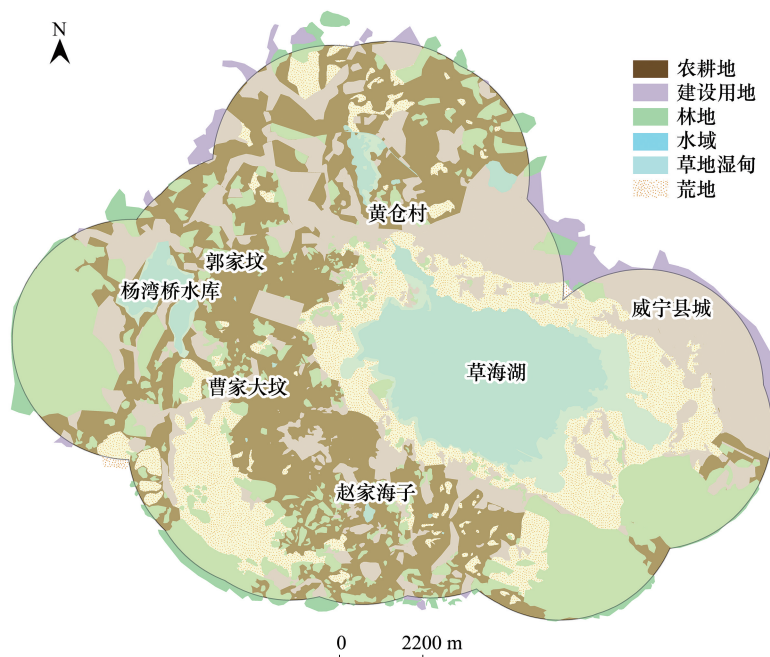 N
农耕地
建设用地
林地
水域
草地湿甸
荒地
黄仓村
郭家坟
杨湾桥水库
威宁县城
草海湖
曹家大坟
赵家海子
0 2200 m